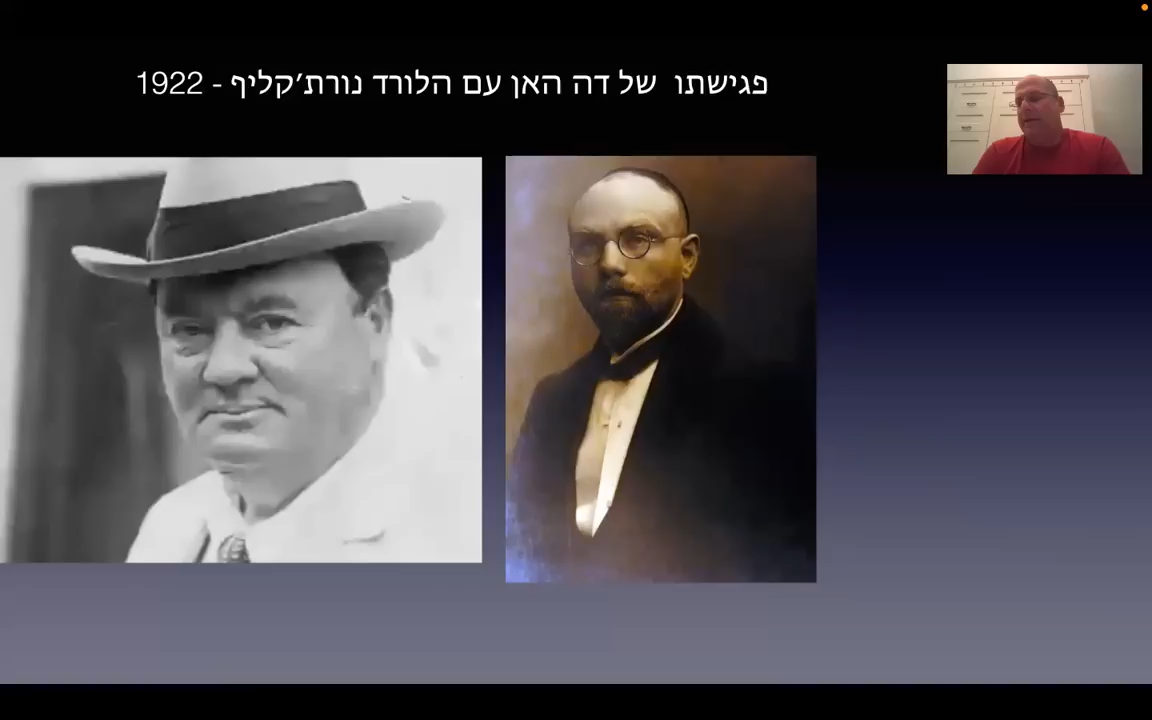 פגישתו של דה האן עם הלורד נורת׳קליף - 1922